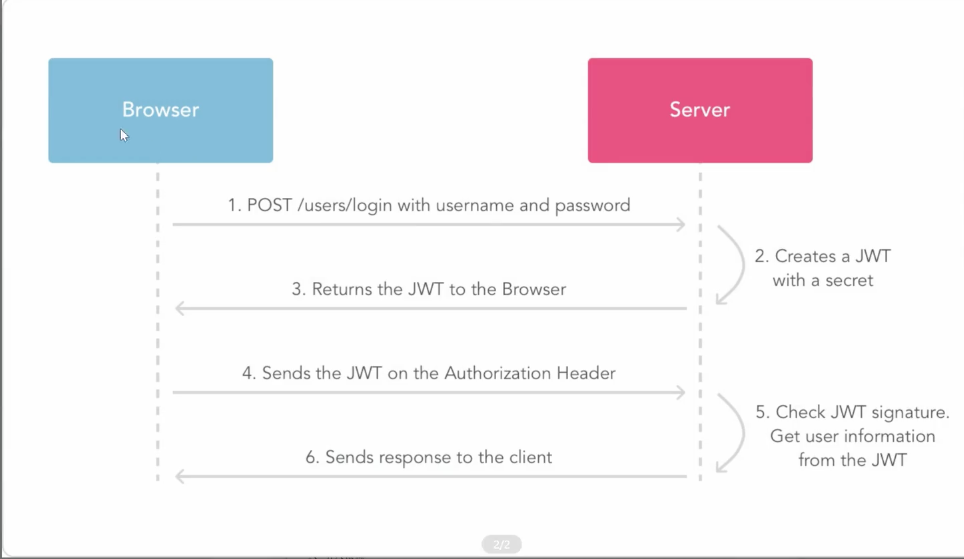 Browser
Server
1. POST /users/login with username and password
2. Creates a JWT
with a secret
3. Returns the JWT to the Browser
4. Sends the JWT on the Authorization Header
5. Check JWT signature.
Get user information
from the JWT
6. Sends response to the client
2/2